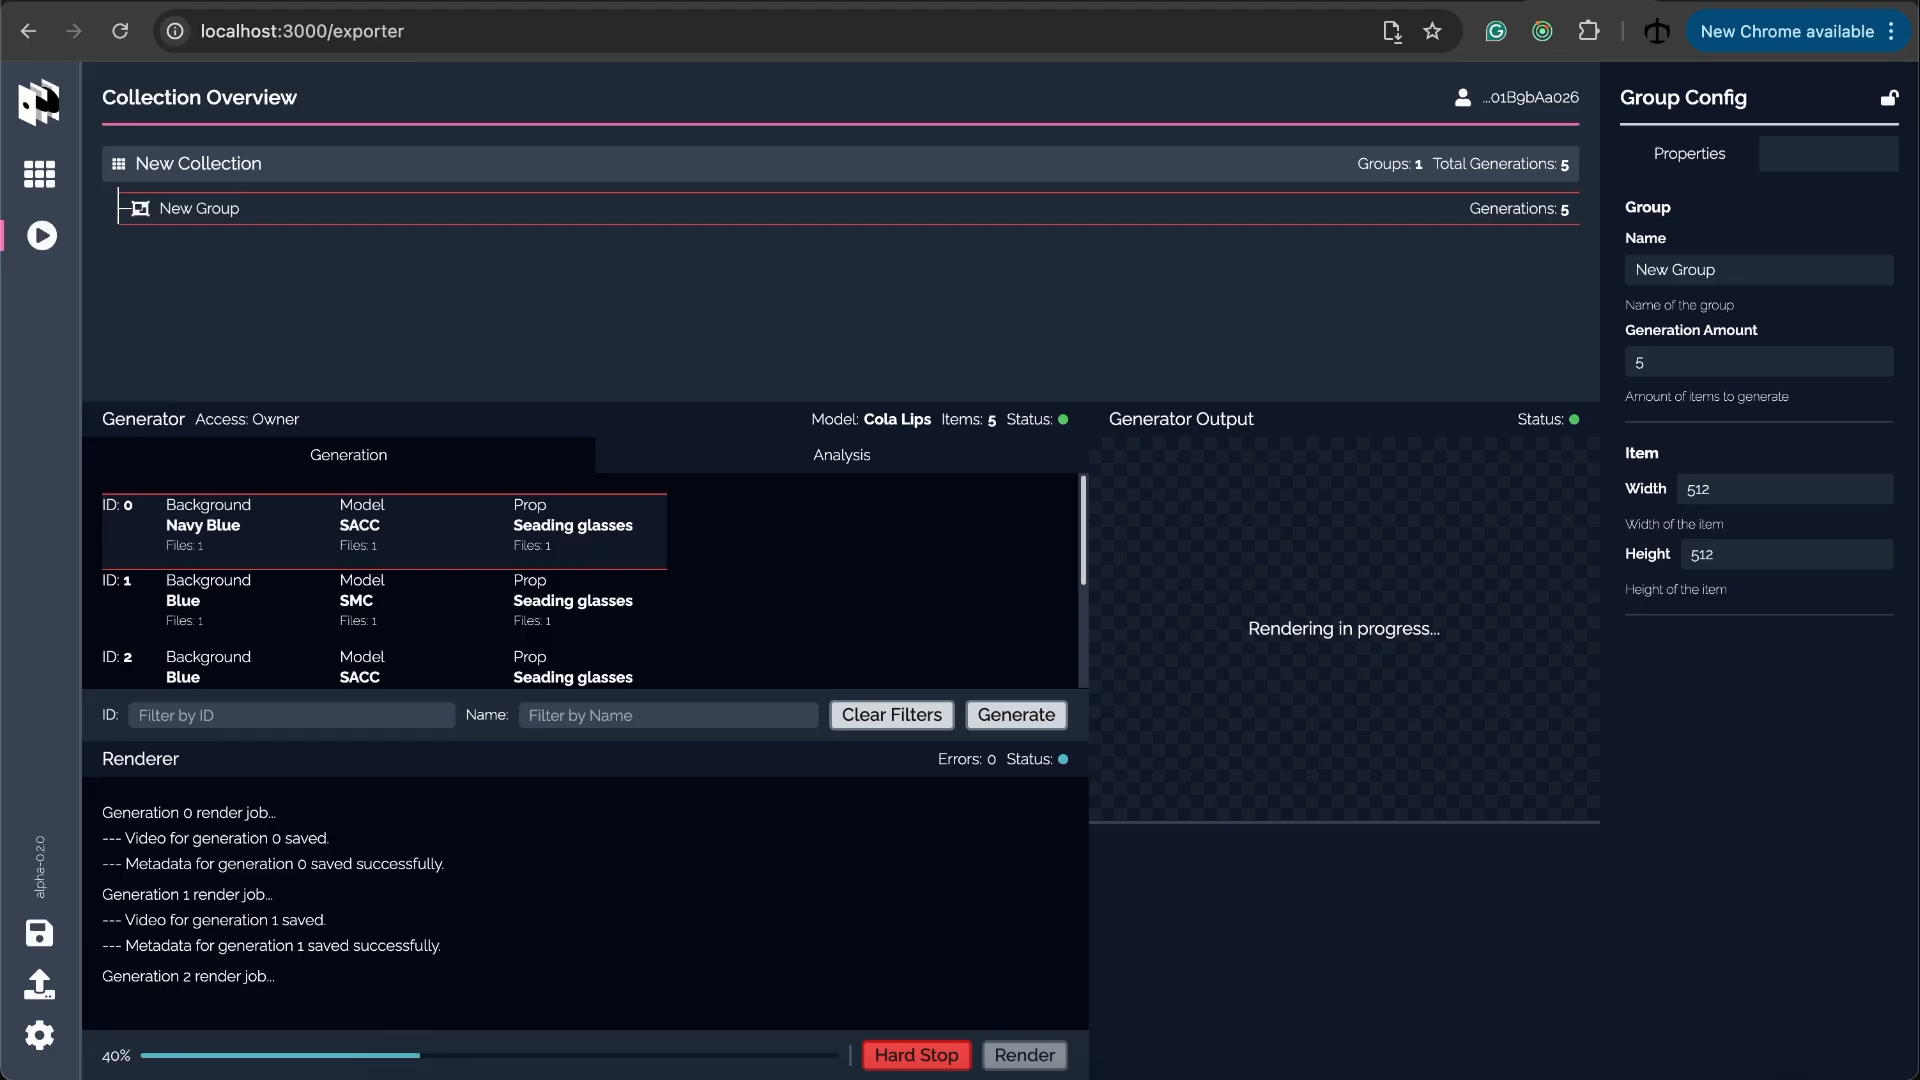 localhost:3000/exporter
New Chrome available
Collection Overview
...01B9bAa026
New Collection
Groups: 1 Total Generations: 5
New Group
Generations: 5
Generator Access: Owner
Model: Cola Lips Items: 5 Status:
Generation
Analysis
ID: 0 Background Model Prop
Navy Blue SACC Seading glasses
Files: 1 Files: 1 Files: 1
ID: 1 Background Model Prop
Blue SMC Seading glasses
Files: 1 Files: 1 Files: 1
ID: 2 Background Model Prop
Blue SACC Seading glasses
ID: Filter by ID Name: Filter by Name Clear Filters Generate
Renderer
Errors: 0 Status:
Generation 0 render job...
--- Video for generation 0 saved.
--- Metadata for generation 0 saved successfully.
Generation 1 render job...
--- Video for generation 1 saved.
--- Metadata for generation 1 saved successfully.
Generation 2 render job...
40%
Hard Stop
Render
Generator Output
Status:
Rendering in progress...
Group Config
Properties
Group
Name
New Group
Name of the group
Generation Amount
5
Amount of items to generate
Item
Width 512
Width of the item
Height 512
Height of the item
alpha-0.2.0